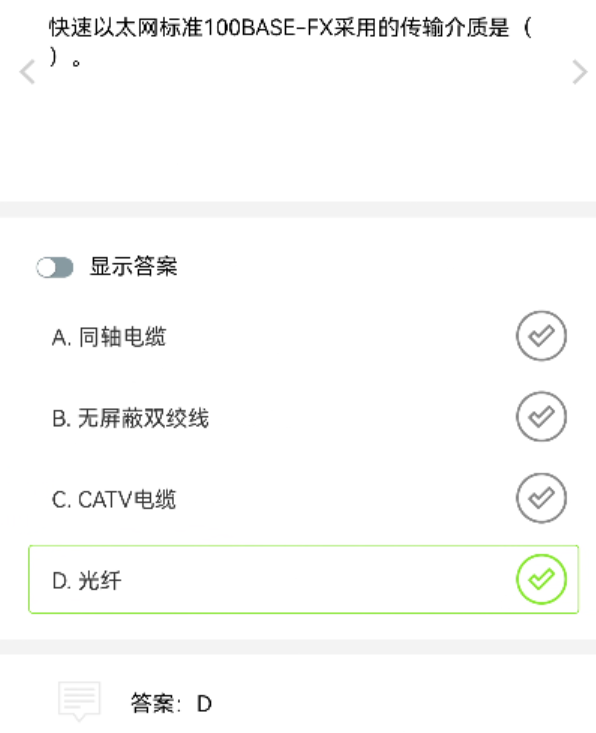 快速以太网标准100BASE-FX采用的传输介质是（
）。
显示答案
A. 同轴电缆
B. 无屏蔽双绞线
C. CATV电缆
D. 光纤
答案：D